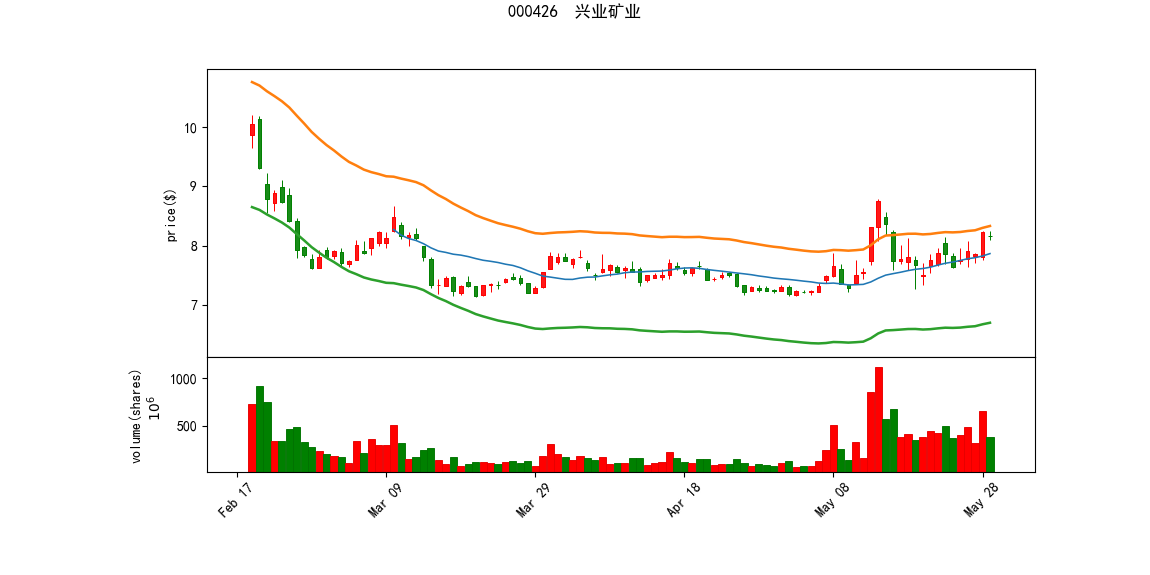 000426 兴业矿业
price($)
10
9
8
7
volume(shares)
10^6
1000
500
Feb 17
Mar 09
Mar 29
Apr 18
May 08
May 28